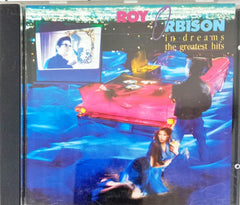 ROY
ORBISON
in dreams
the greatest hits